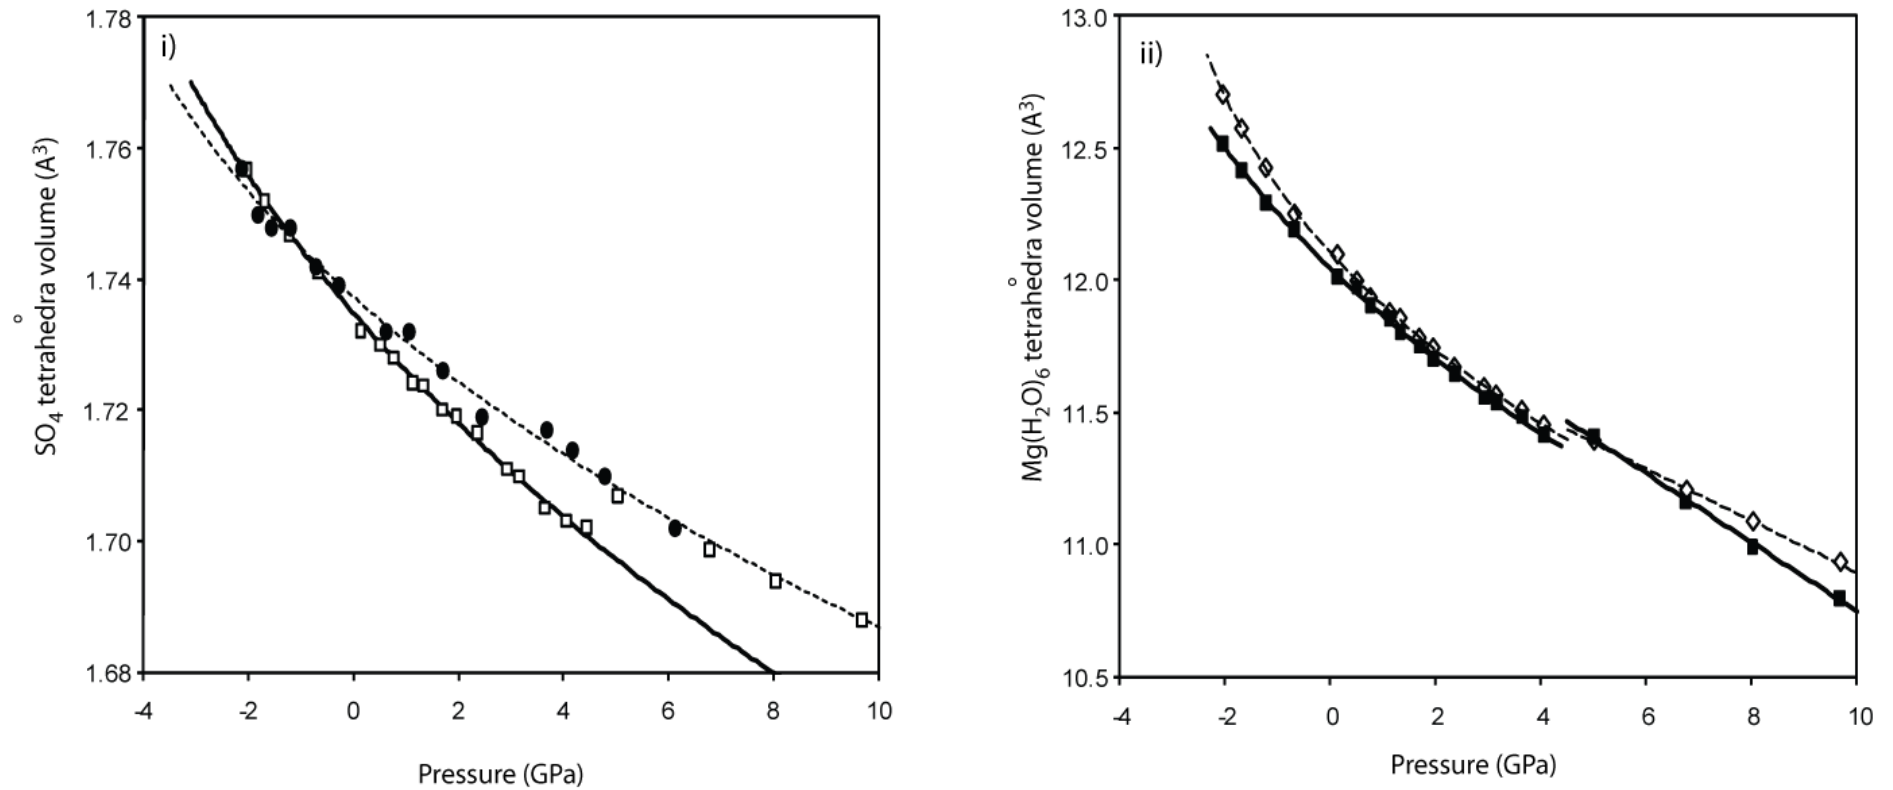 i)
1.78
1.76
1.74
1.72
1.70
1.68
SO4 tetrahedra volume (Å3)
-4 -2 0 2 4 6 8 10
Pressure (GPa)
ii)
13.0
12.5
12.0
11.5
11.0
10.5
Mg(H2O)6 tetrahedra volume (Å3)
-4 -2 0 2 4 6 8 10
Pressure (GPa)